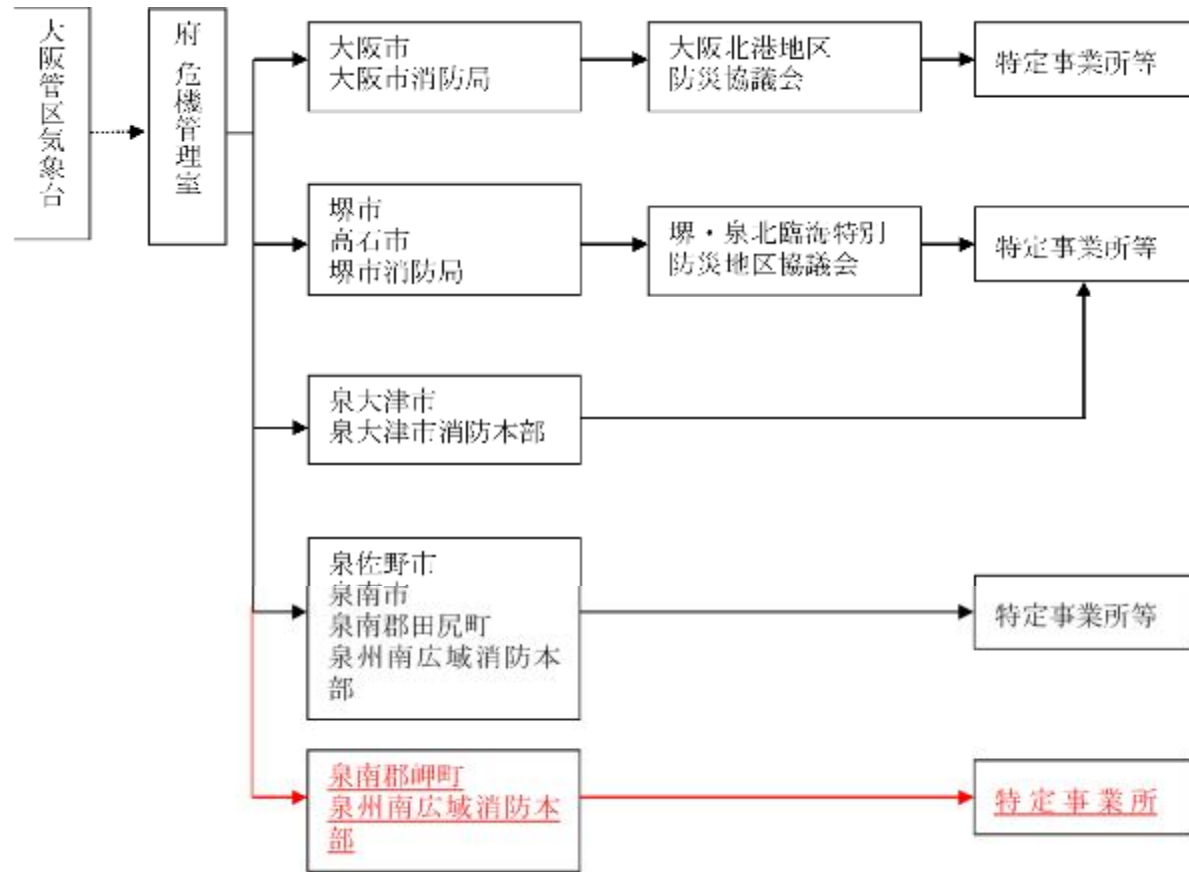 大阪管区気象台
府 危機管理室
大阪市
大阪市消防局
大阪北港地区
防災協議会
特定事業所等
堺市
高石市
堺市消防局
堺・泉北臨海特別
防災地区協議会
特定事業所等
泉大津市
泉大津市消防本部
泉佐野市
泉南市
泉南郡田尻町
泉州南広域消防本
部
特定事業所等
泉南郡岬町
泉州南広域消防本
部
特定事業所